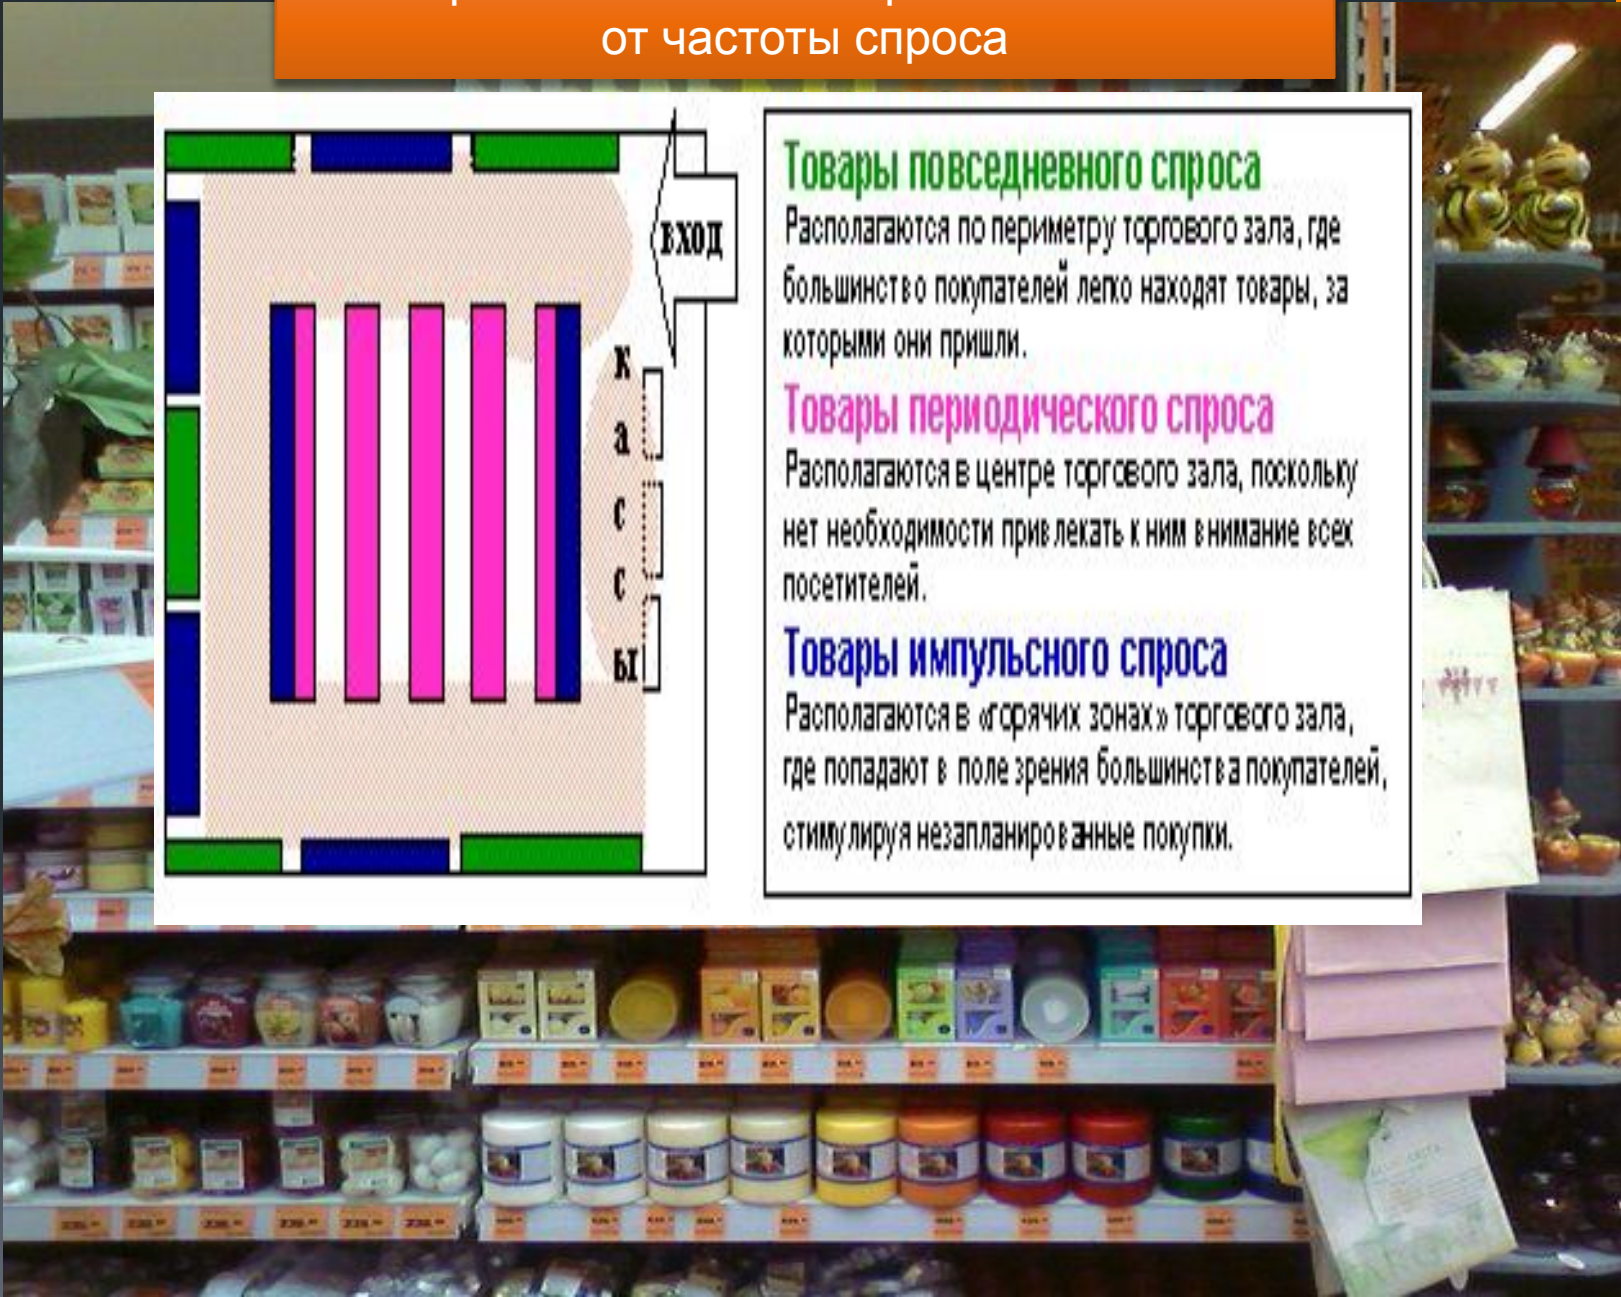 от частоты спроса
ВХОД
К
а
с
с
ы
Товары повседневного спроса
Располагаются по периметру торгового зала, где
большинство покупателей легко находят товары, за
которыми они пришли.
Товары периодического спроса
Располагаются в центре торгового зала, поскольку
нет необходимости привлекать к ним внимание всех
посетителей.
Товары импульсного спроса
Располагаются в «горячих зонах» торгового зала,
где попадают в поле зрения большинства покупателей,
стимулируя незапланированные покупки.